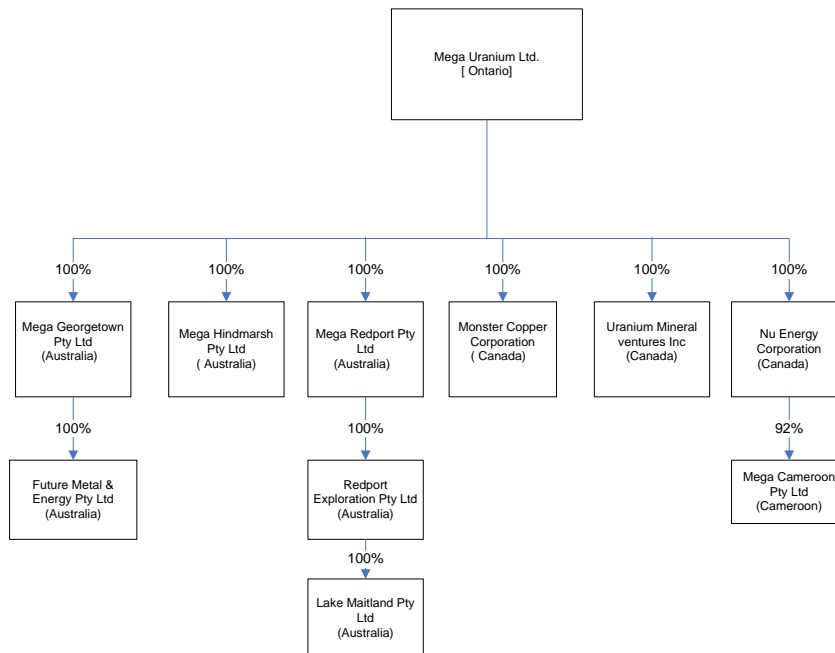 Mega Uranium Ltd.
[ Ontario]
100%
100%
100%
100%
100%
100%
Mega Georgetown
Pty Ltd
(Australia)
Mega Hindmarsh
Pty Ltd
( Australia)
Mega Redport Pty
Ltd
(Australia)
Monster Copper
Corporation
( Canada)
Uranium Mineral
ventures Inc
(Canada)
Nu Energy
Corporation
(Canada)
100%
100%
92%
Future Metal &
Energy Pty Ltd
(Australia)
Redport
Exploration Pty Ltd
(Australia)
Mega Cameroon
Pty Ltd
(Cameroon)
100%
Lake Maitland Pty
Ltd
(Australia)